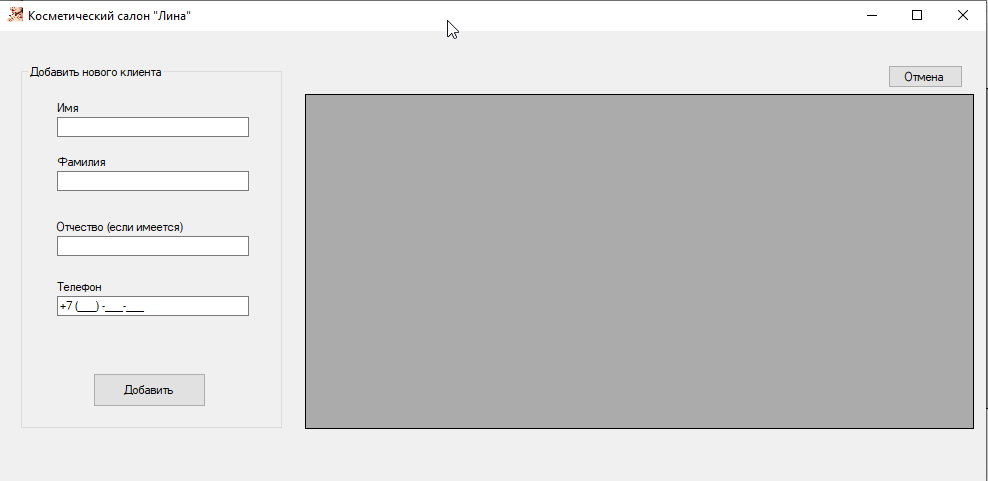 Косметический салон "Лина"
Добавить нового клиента
Отмена
Имя
Фамилия
Отчество (если имеется)
Телефон
+7 (___) -___-___
Добавить